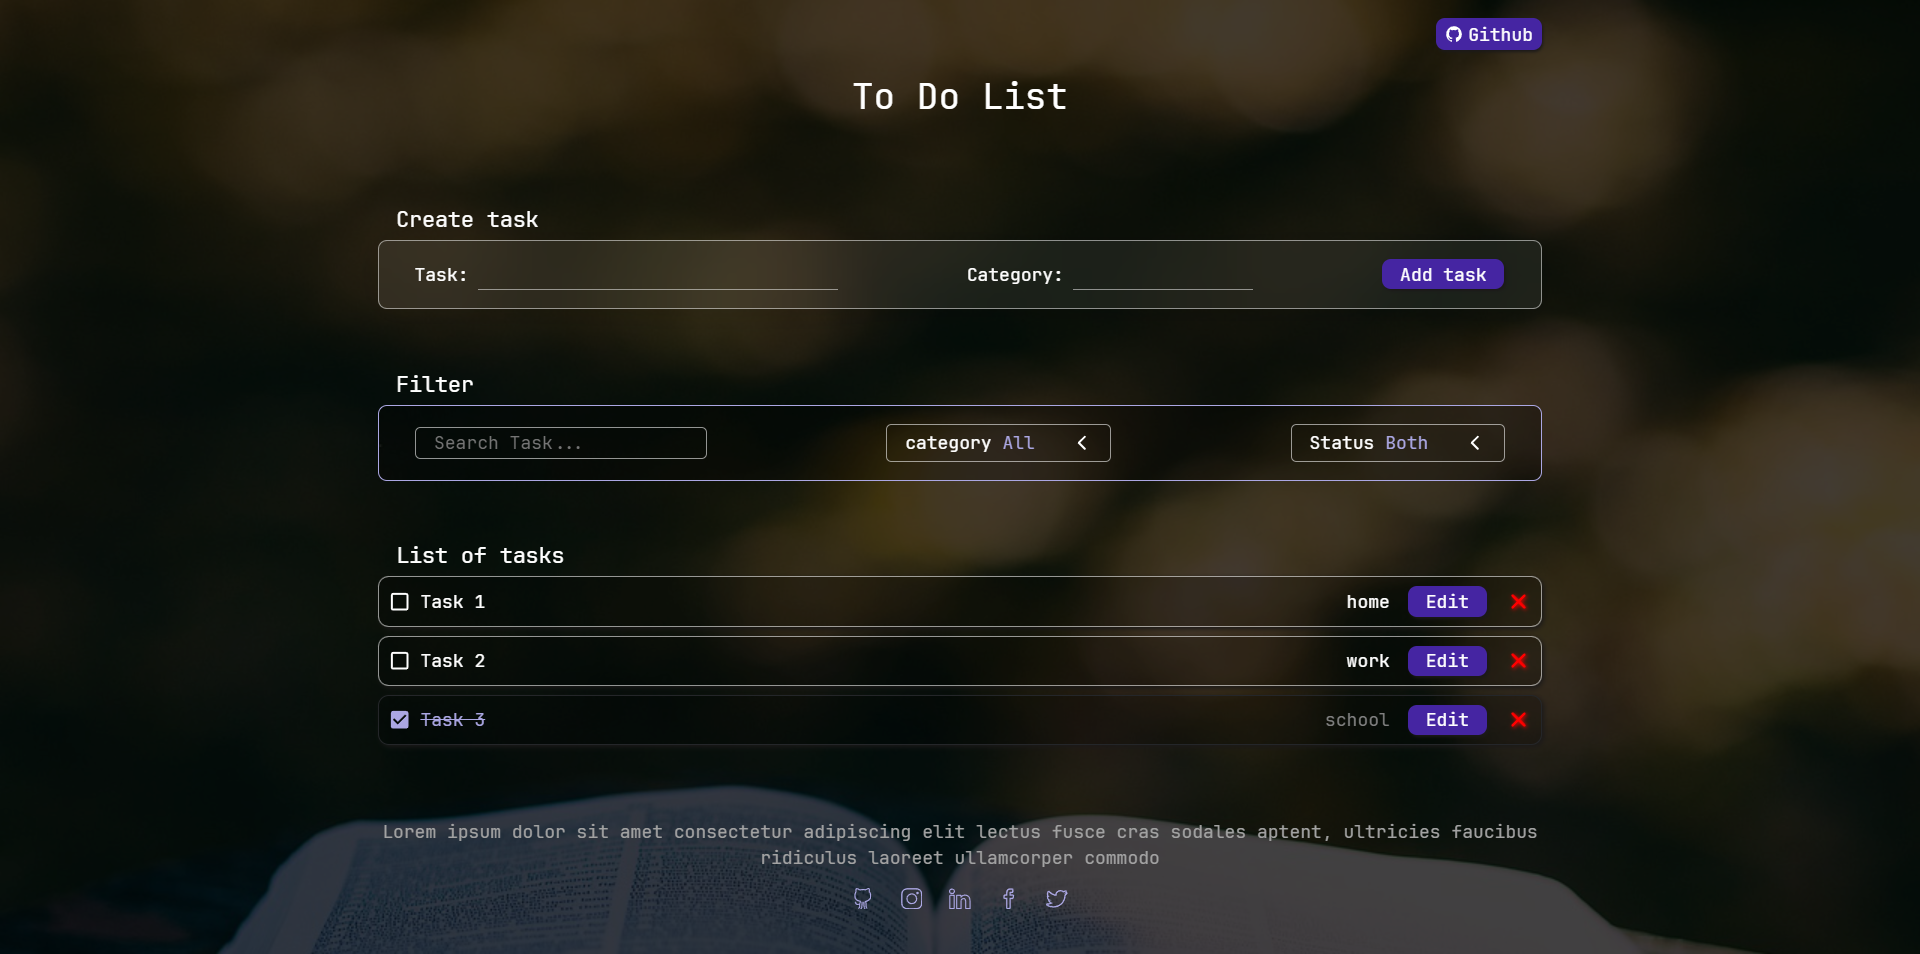 Github
To Do List
Create task
Task: Category: Add task
Filter
Search Task... category All Status Both
List of tasks
Task 1 home Edit
Task 2 work Edit
Task 3 school Edit
Lorem ipsum dolor sit amet consectetur adipiscing elit lectus fusce cras sodales aptent, ultricies faucibus
ridiculus laoreet ullamcorper commodo